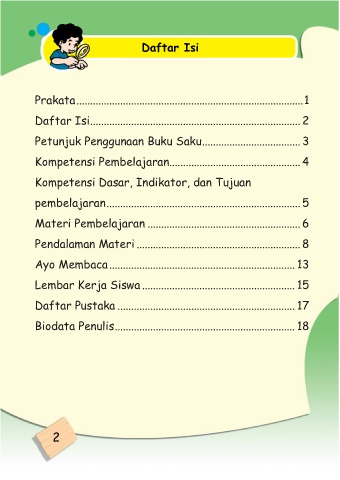 Daftar Isi
Prakata....................................................................1
Daftar Isi............................................................... 2
Petunjuk Penggunaan Buku Saku............................. 3
Kompetensi Pembelajaran....................................... 4
Kompetensi Dasar, Indikator, dan Tujuan
pembelajaran.......................................................... 5
Materi Pembelajaran .............................................. 6
Pendalaman Materi ................................................. 8
Ayo Membaca........................................................ 13
Lembar Kerja Siswa .............................................. 15
Daftar Pustaka ..................................................... 17
Biodata Penulis...................................................... 18
2